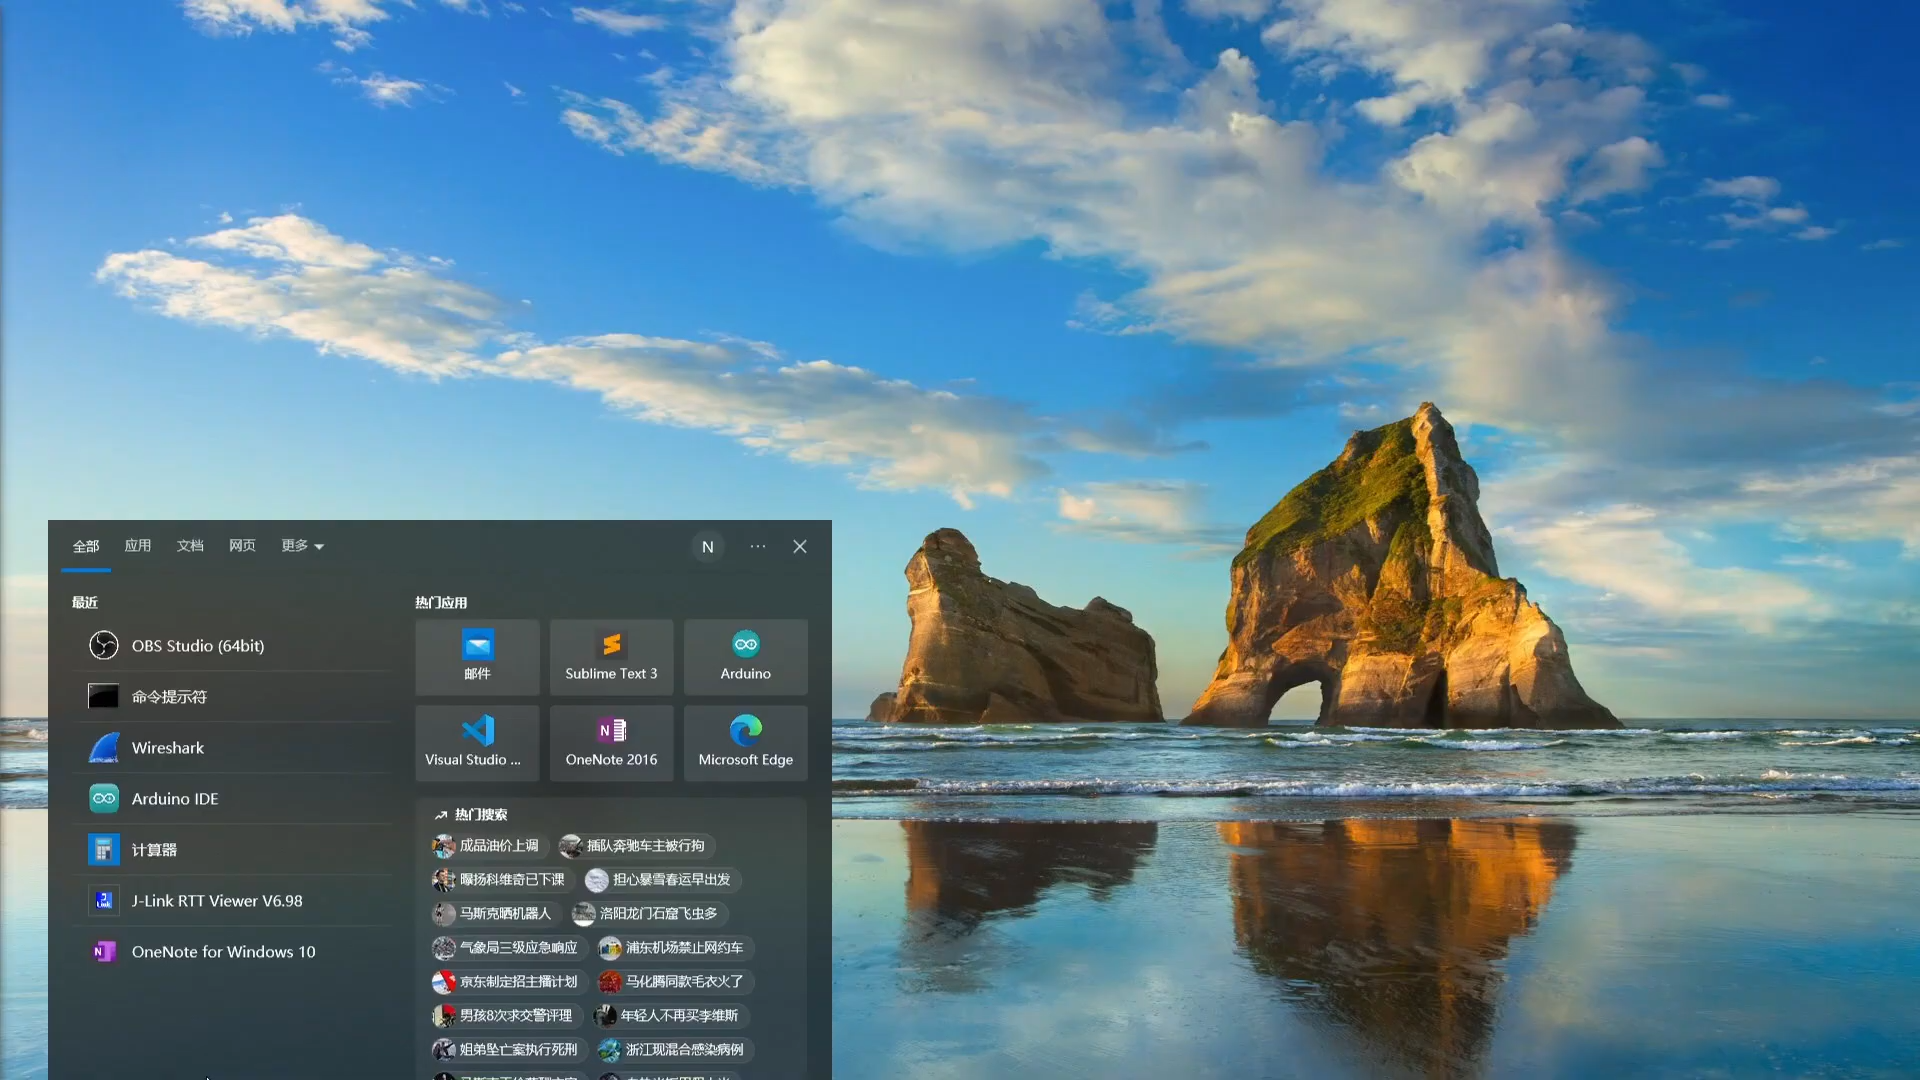 全部 应用 文档 网页 更多 N
最近
OBS Studio (64bit)
命令提示符
Wireshark
Arduino IDE
计算器
J-Link RTT Viewer V6.98
OneNote for Windows 10
热门应用
邮件 Sublime Text 3 Arduino
Visual Studio ... OneNote 2016 Microsoft Edge
热门搜索
成品油价上调 插队奔驰车主被行拘
曝扬科维奇已下课 担心暴雪春运早出发
马斯克晒机器人 洛阳龙门石窟飞虫多
气象局三级应急响应 浦东机场禁止网约车
京东制定招主播计划 马化腾同款毛衣火了
男孩8次求交警评理 年轻人不再买李维斯
姐弟坠亡案执行死刑 浙江现混合感染病例